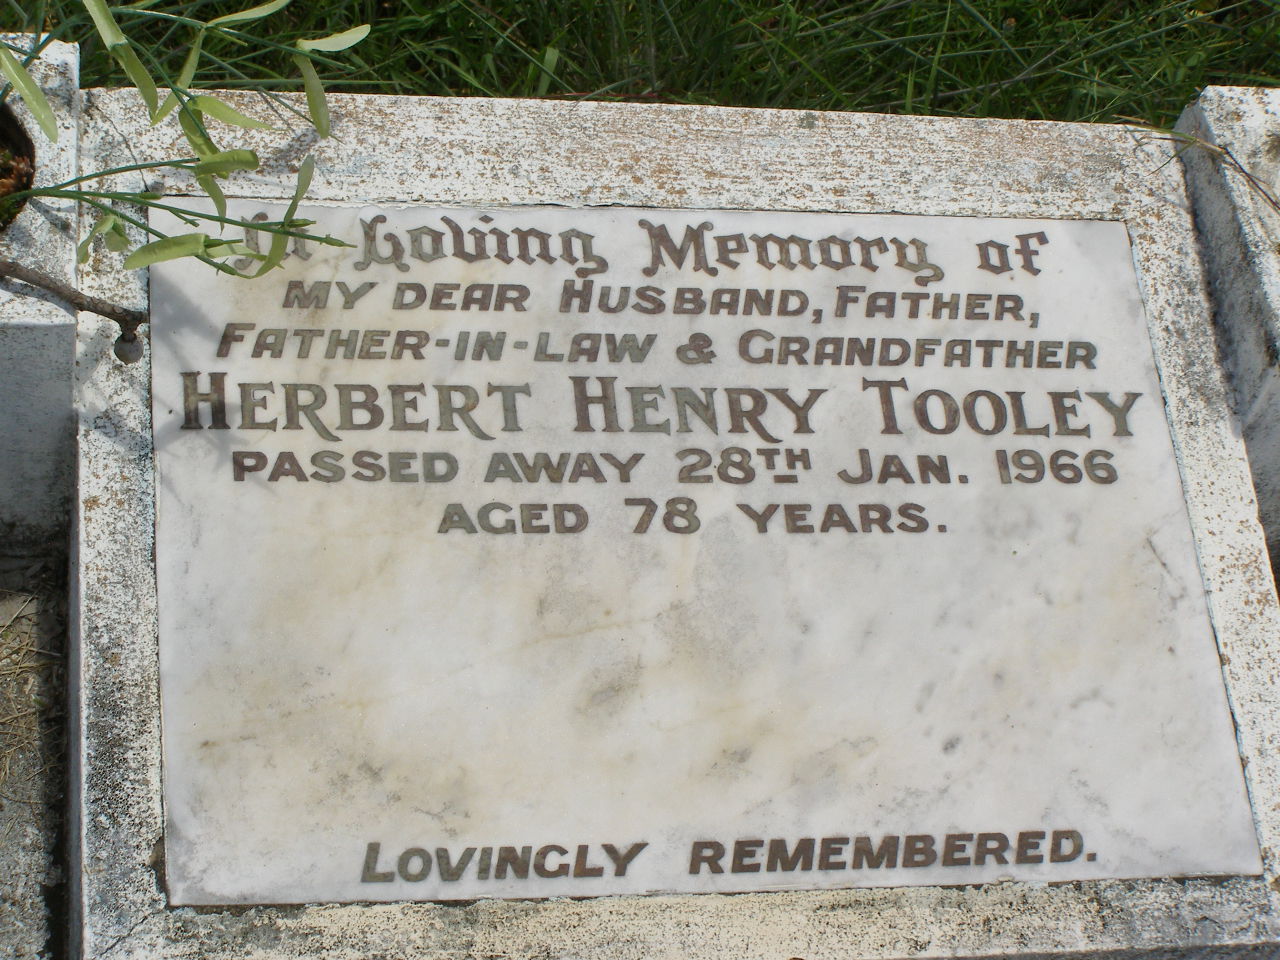 In Loving Memory of
MY DEAR HUSBAND, FATHER,
FATHER-IN-LAW & GRANDFATHER
HERBERT HENRY TOOLEY
PASSED AWAY 28TH JAN. 1966
AGED 78 YEARS.
LOVINGLY REMEMBERED.